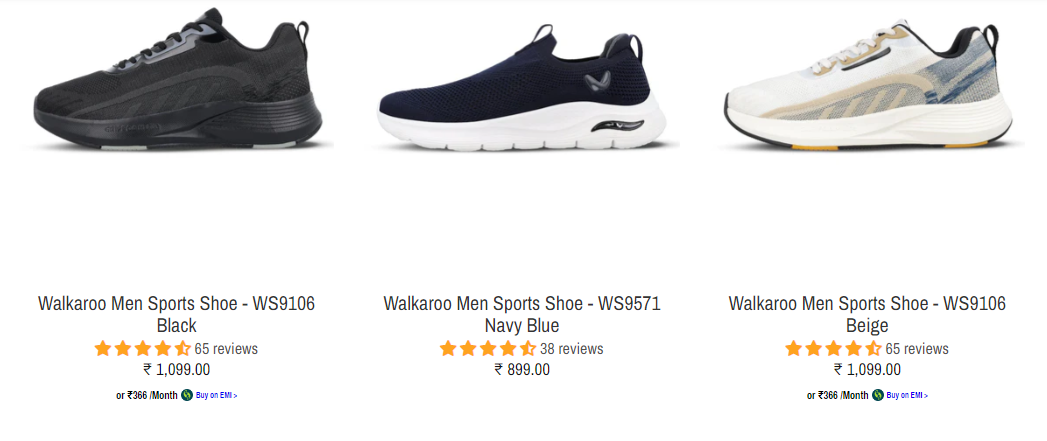 Walkaroo Men Sports Shoe - WS9106
Black
65 reviews
₹ 1,099.00
or ₹366 /Month Buy on EMI >
Walkaroo Men Sports Shoe - WS9571
Navy Blue
38 reviews
₹ 899.00
Walkaroo Men Sports Shoe - WS9106
Beige
65 reviews
₹ 1,099.00
or ₹366 /Month Buy on EMI >